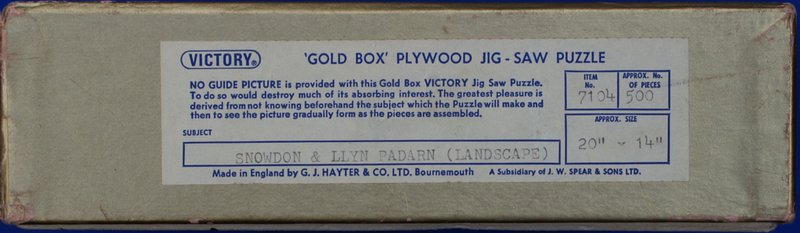 VICTORY®
'GOLD BOX' PLYWOOD JIG-SAW PUZZLE
NO GUIDE PICTURE is provided with this Gold Box VICTORY Jig Saw Puzzle.
To do so would destroy much of its absorbing interest. The greatest pleasure is
derived from not knowing beforehand the subject which the Puzzle will make and
then to see the picture gradually form as the pieces are assembled.
ITEM No.
7104
APPROX. No. OF PIECES
500
APPROX. SIZE
20" x 14"
SUBJECT
SNOWDON & LLYN PADARN (LANDSCAPE)
Made in England by G. J. HAYTER & CO. LTD. Bournemouth A Subsidiary of J. W. SPEAR & SONS LTD.